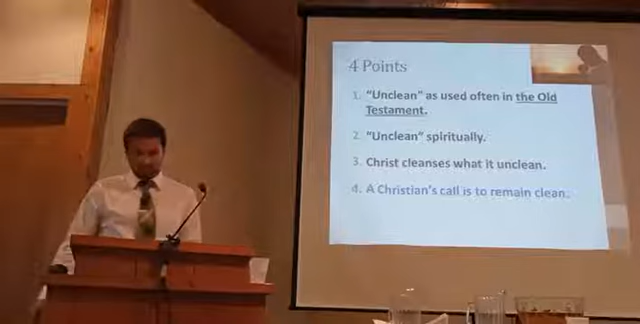 4 Points
1. "Unclean" as used often in the Old
Testament.
2. "Unclean" spiritually.
3. Christ cleanses what it unclean.
4. A Christian's call is to remain clean.